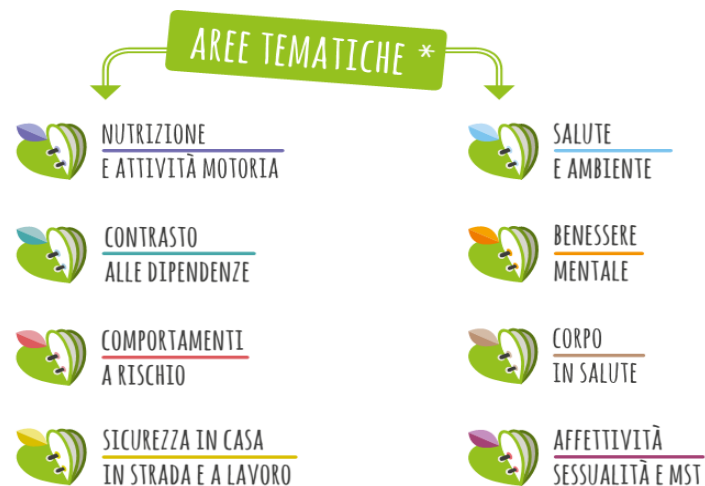 AREE TEMATICHE *
NUTRIZIONE
E ATTIVITÀ MOTORIA
CONTRASTO
ALLE DIPENDENZE
COMPORTAMENTI
A RISCHIO
SICUREZZA IN CASA
IN STRADA E A LAVORO
SALUTE
E AMBIENTE
BENESSERE
MENTALE
CORPO
IN SALUTE
AFFETTIVITÀ
SESSUALITÀ E MST